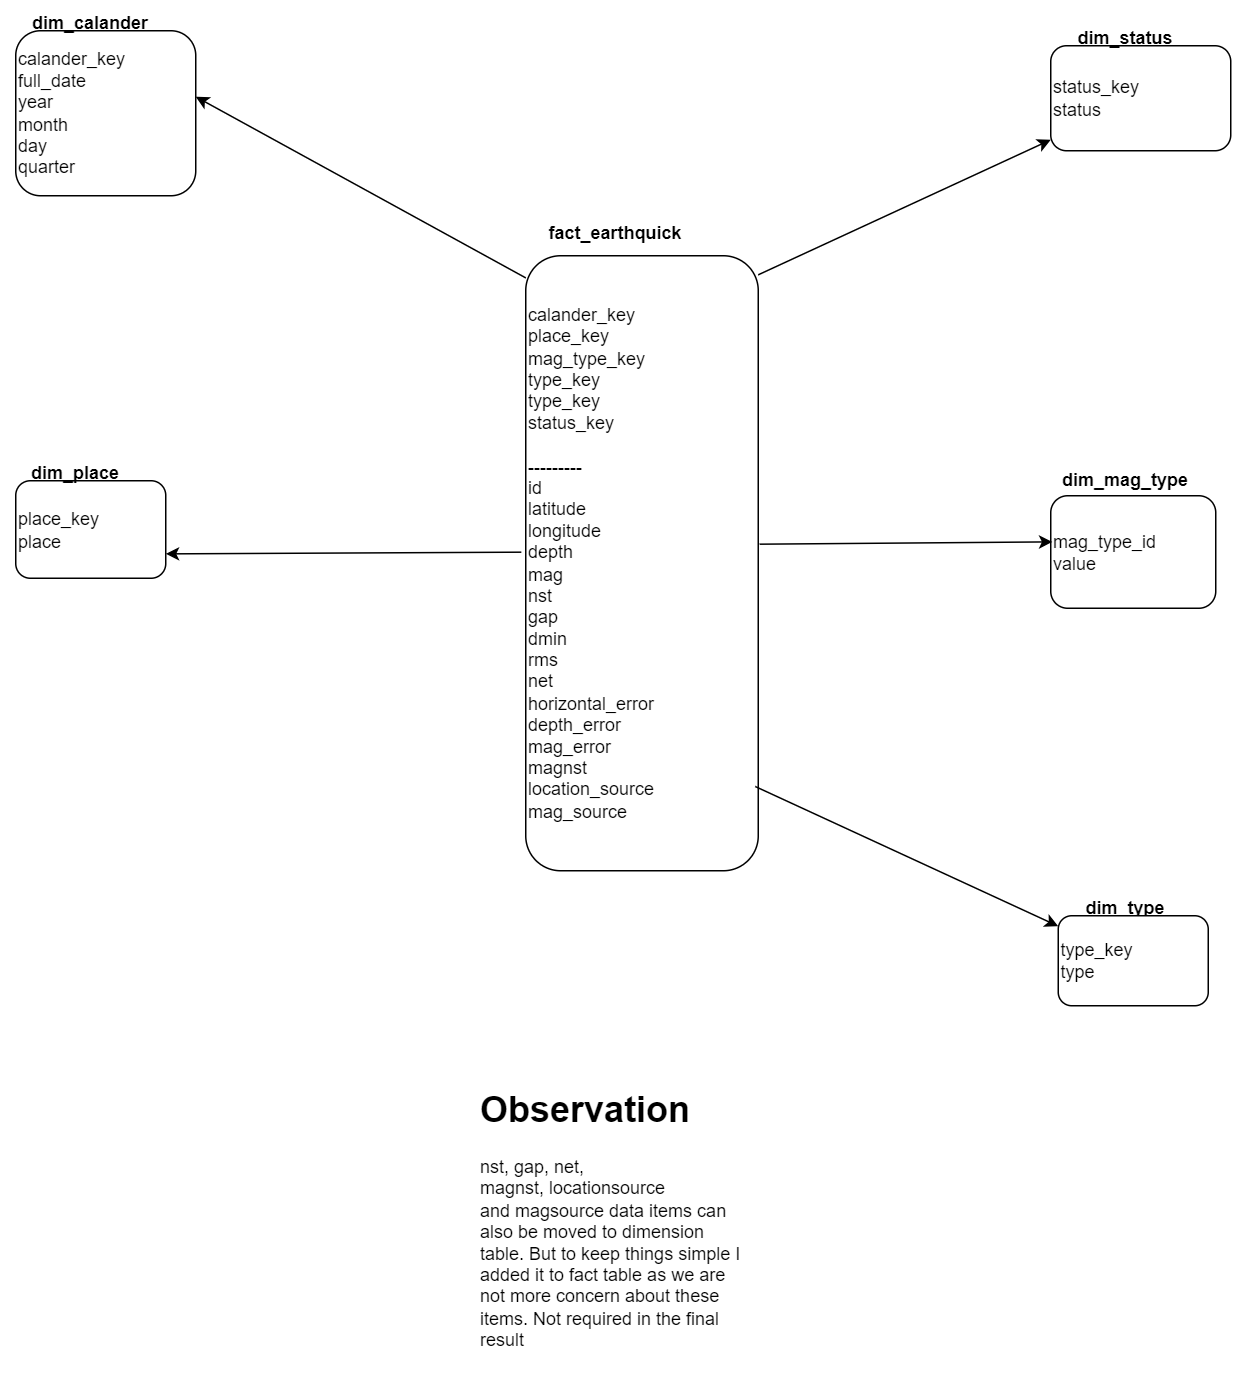 dim_calander
calander_key
full_date
year
month
day
quarter
dim_status
status_key
status
fact_earthquick
calander_key
place_key
mag_type_key
type_key
type_key
status_key
---------
id
latitude
longitude
depth
mag
nst
gap
dmin
rms
net
horizontal_error
depth_error
mag_error
magnst
location_source
mag_source
dim_place
place_key
place
dim_mag_type
mag_type_id
value
dim_type
type_key
type
Observation
nst, gap, net,
magnst, locationsource
and magsource data items can
also be moved to dimension
table. But to keep things simple I
added it to fact table as we are
not more concern about these
items. Not required in the final
result